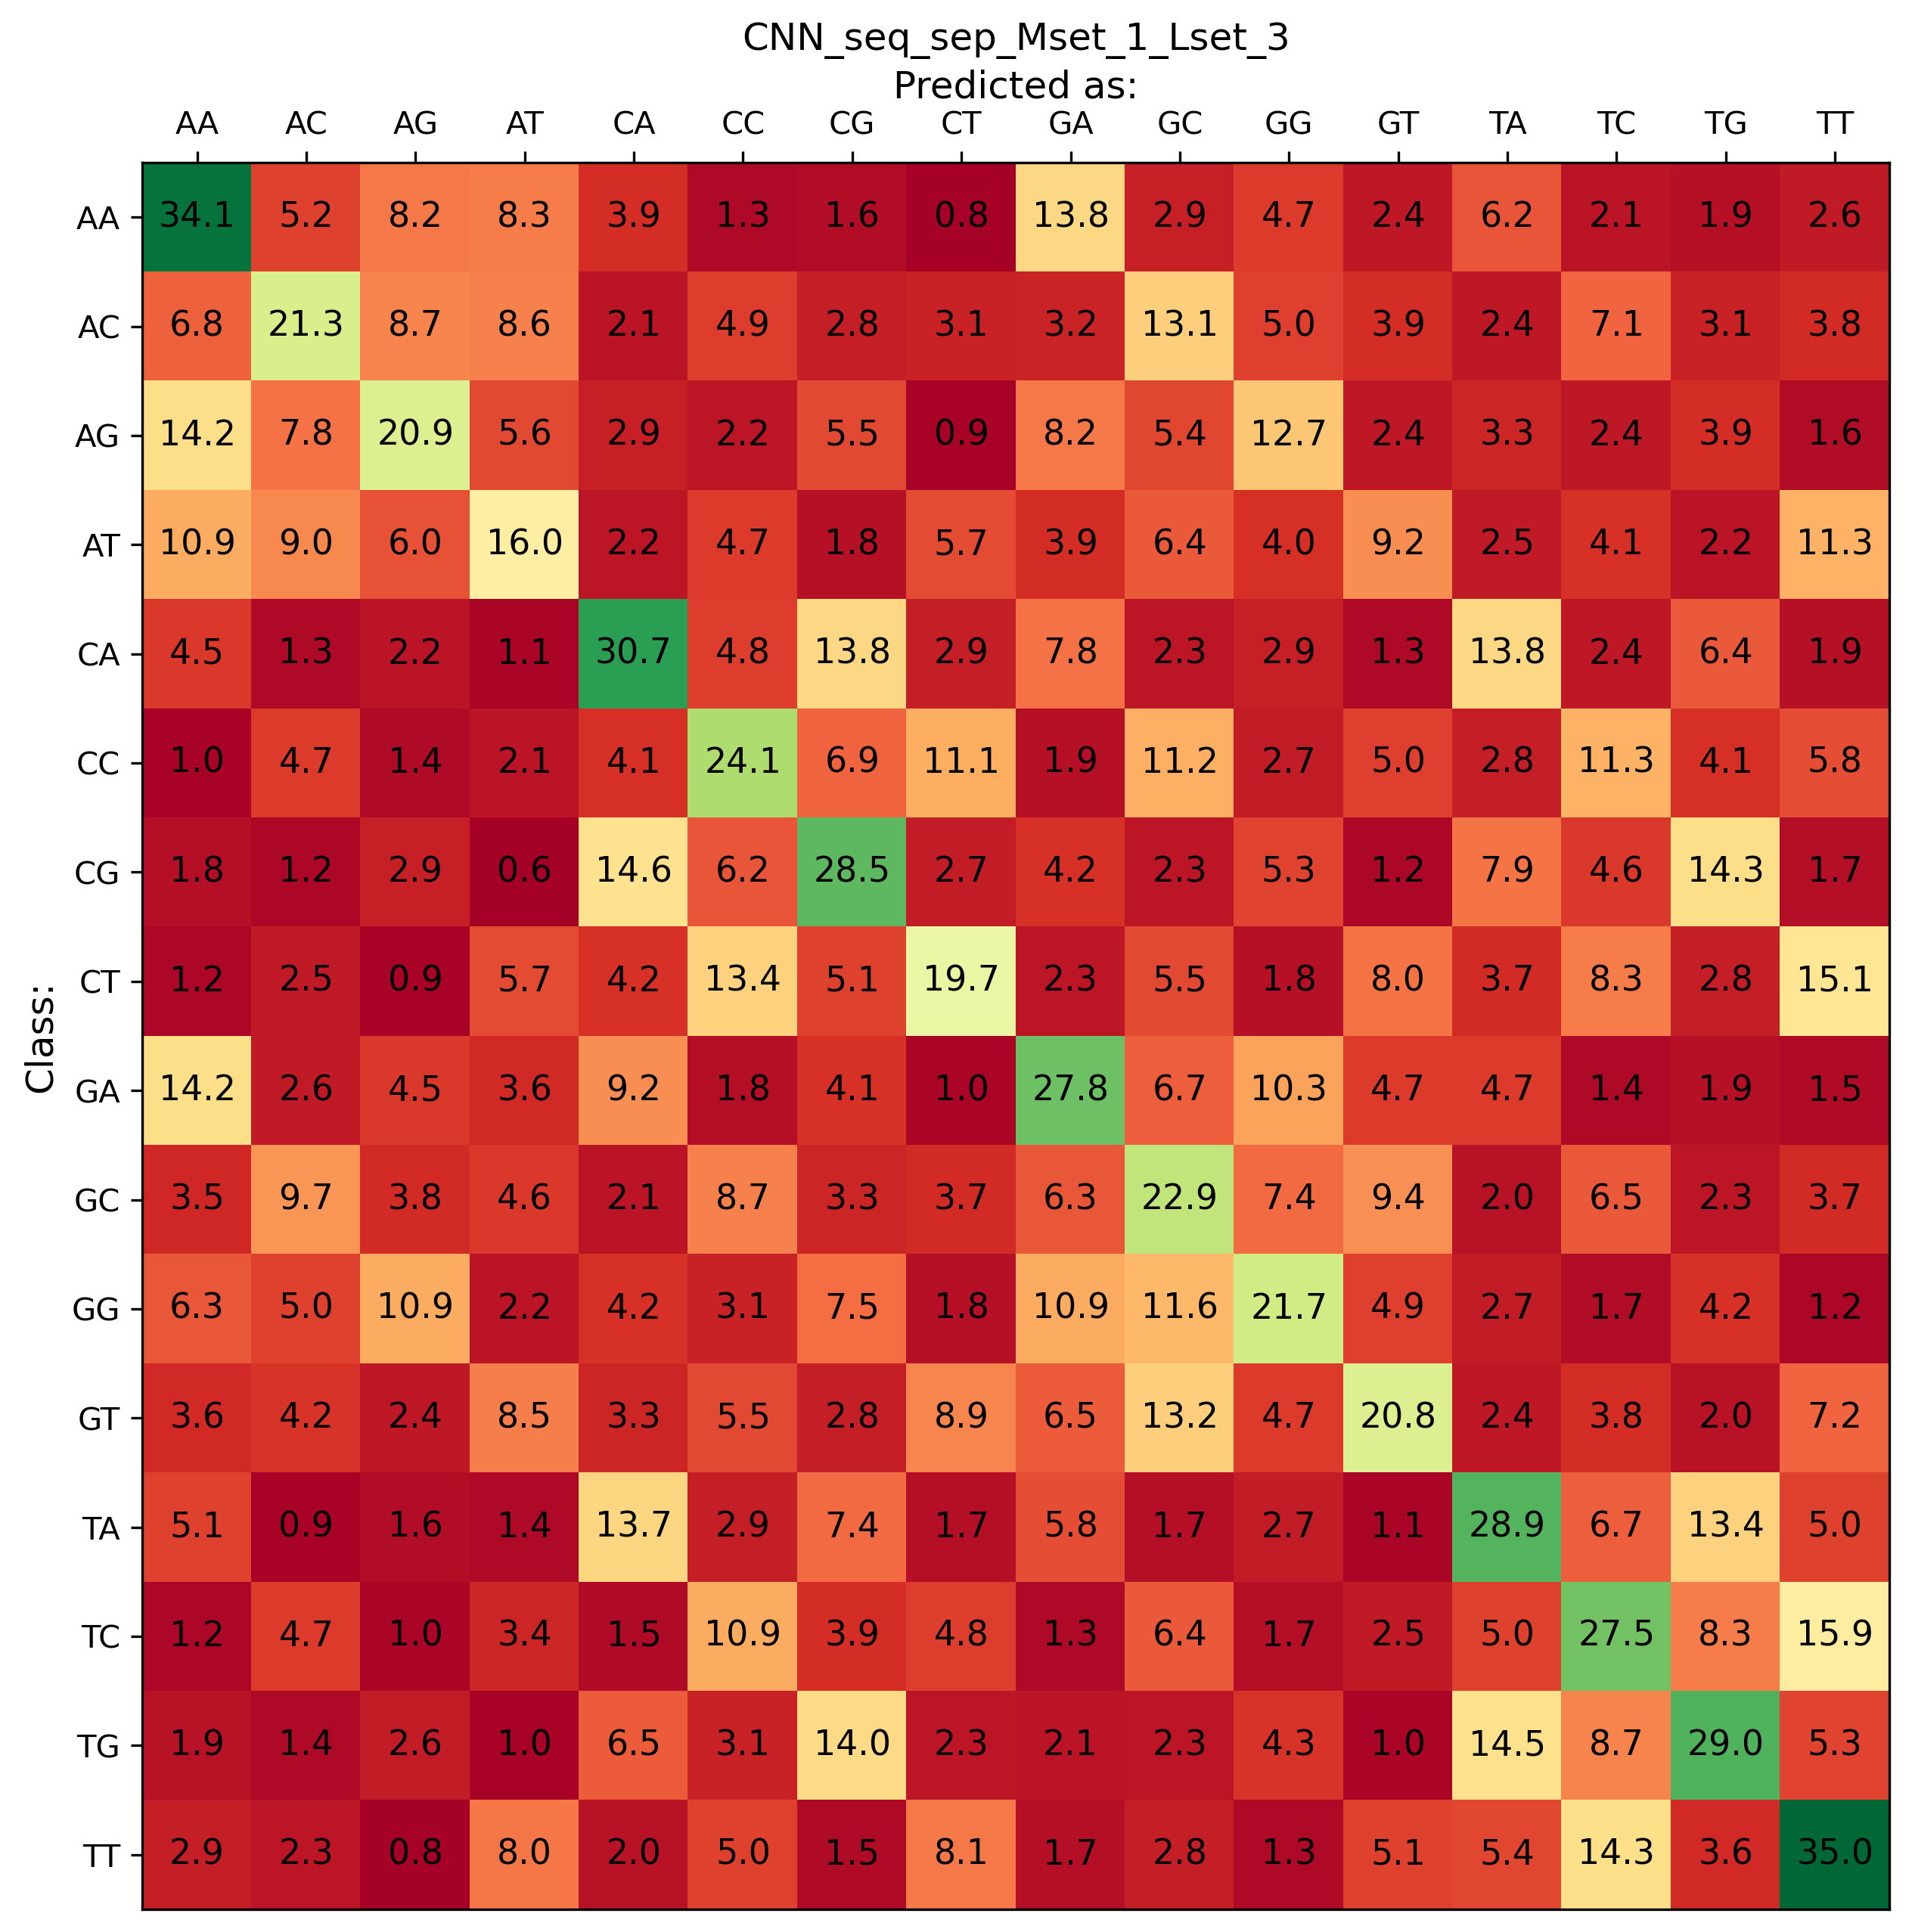 CNN_seq_sep_Mset_1_Lset_3
Predicted as:
AA AC AG AT CA CC CG CT GA GC GG GT TA TC TG TT
AA 34.1 5.2 8.2 8.3 3.9 1.3 1.6 0.8 13.8 2.9 4.7 2.4 6.2 2.1 1.9 2.6
AC 6.8 21.3 8.7 8.6 2.1 4.9 2.8 3.1 3.2 13.1 5.0 3.9 2.4 7.1 3.1 3.8
AG 14.2 7.8 20.9 5.6 2.9 2.2 5.5 0.9 8.2 5.4 12.7 2.4 3.3 2.4 3.9 1.6
AT 10.9 9.0 6.0 16.0 2.2 4.7 1.8 5.7 3.9 6.4 4.0 9.2 2.5 4.1 2.2 11.3
CA 4.5 1.3 2.2 1.1 30.7 4.8 13.8 2.9 7.8 2.3 2.9 1.3 13.8 2.4 6.4 1.9
CC 1.0 4.7 1.4 2.1 4.1 24.1 6.9 11.1 1.9 11.2 2.7 5.0 2.8 11.3 4.1 5.8
CG 1.8 1.2 2.9 0.6 14.6 6.2 28.5 2.7 4.2 2.3 5.3 1.2 7.9 4.6 14.3 1.7
CT 1.2 2.5 0.9 5.7 4.2 13.4 5.1 19.7 2.3 5.5 1.8 8.0 3.7 8.3 2.8 15.1
Class:
GA 14.2 2.6 4.5 3.6 9.2 1.8 4.1 1.0 27.8 6.7 10.3 4.7 4.7 1.4 1.9 1.5
GC 3.5 9.7 3.8 4.6 2.1 8.7 3.3 3.7 6.3 22.9 7.4 9.4 2.0 6.5 2.3 3.7
GG 6.3 5.0 10.9 2.2 4.2 3.1 7.5 1.8 10.9 11.6 21.7 4.9 2.7 1.7 4.2 1.2
GT 3.6 4.2 2.4 8.5 3.3 5.5 2.8 8.9 6.5 13.2 4.7 20.8 2.4 3.8 2.0 7.2
TA 5.1 0.9 1.6 1.4 13.7 2.9 7.4 1.7 5.8 1.7 2.7 1.1 28.9 6.7 13.4 5.0
TC 1.2 4.7 1.0 3.4 1.5 10.9 3.9 4.8 1.3 6.4 1.7 2.5 5.0 27.5 8.3 15.9
TG 1.9 1.4 2.6 1.0 6.5 3.1 14.0 2.3 2.1 2.3 4.3 1.0 14.5 8.7 29.0 5.3
TT 2.9 2.3 0.8 8.0 2.0 5.0 1.5 8.1 1.7 2.8 1.3 5.1 5.4 14.3 3.6 35.0